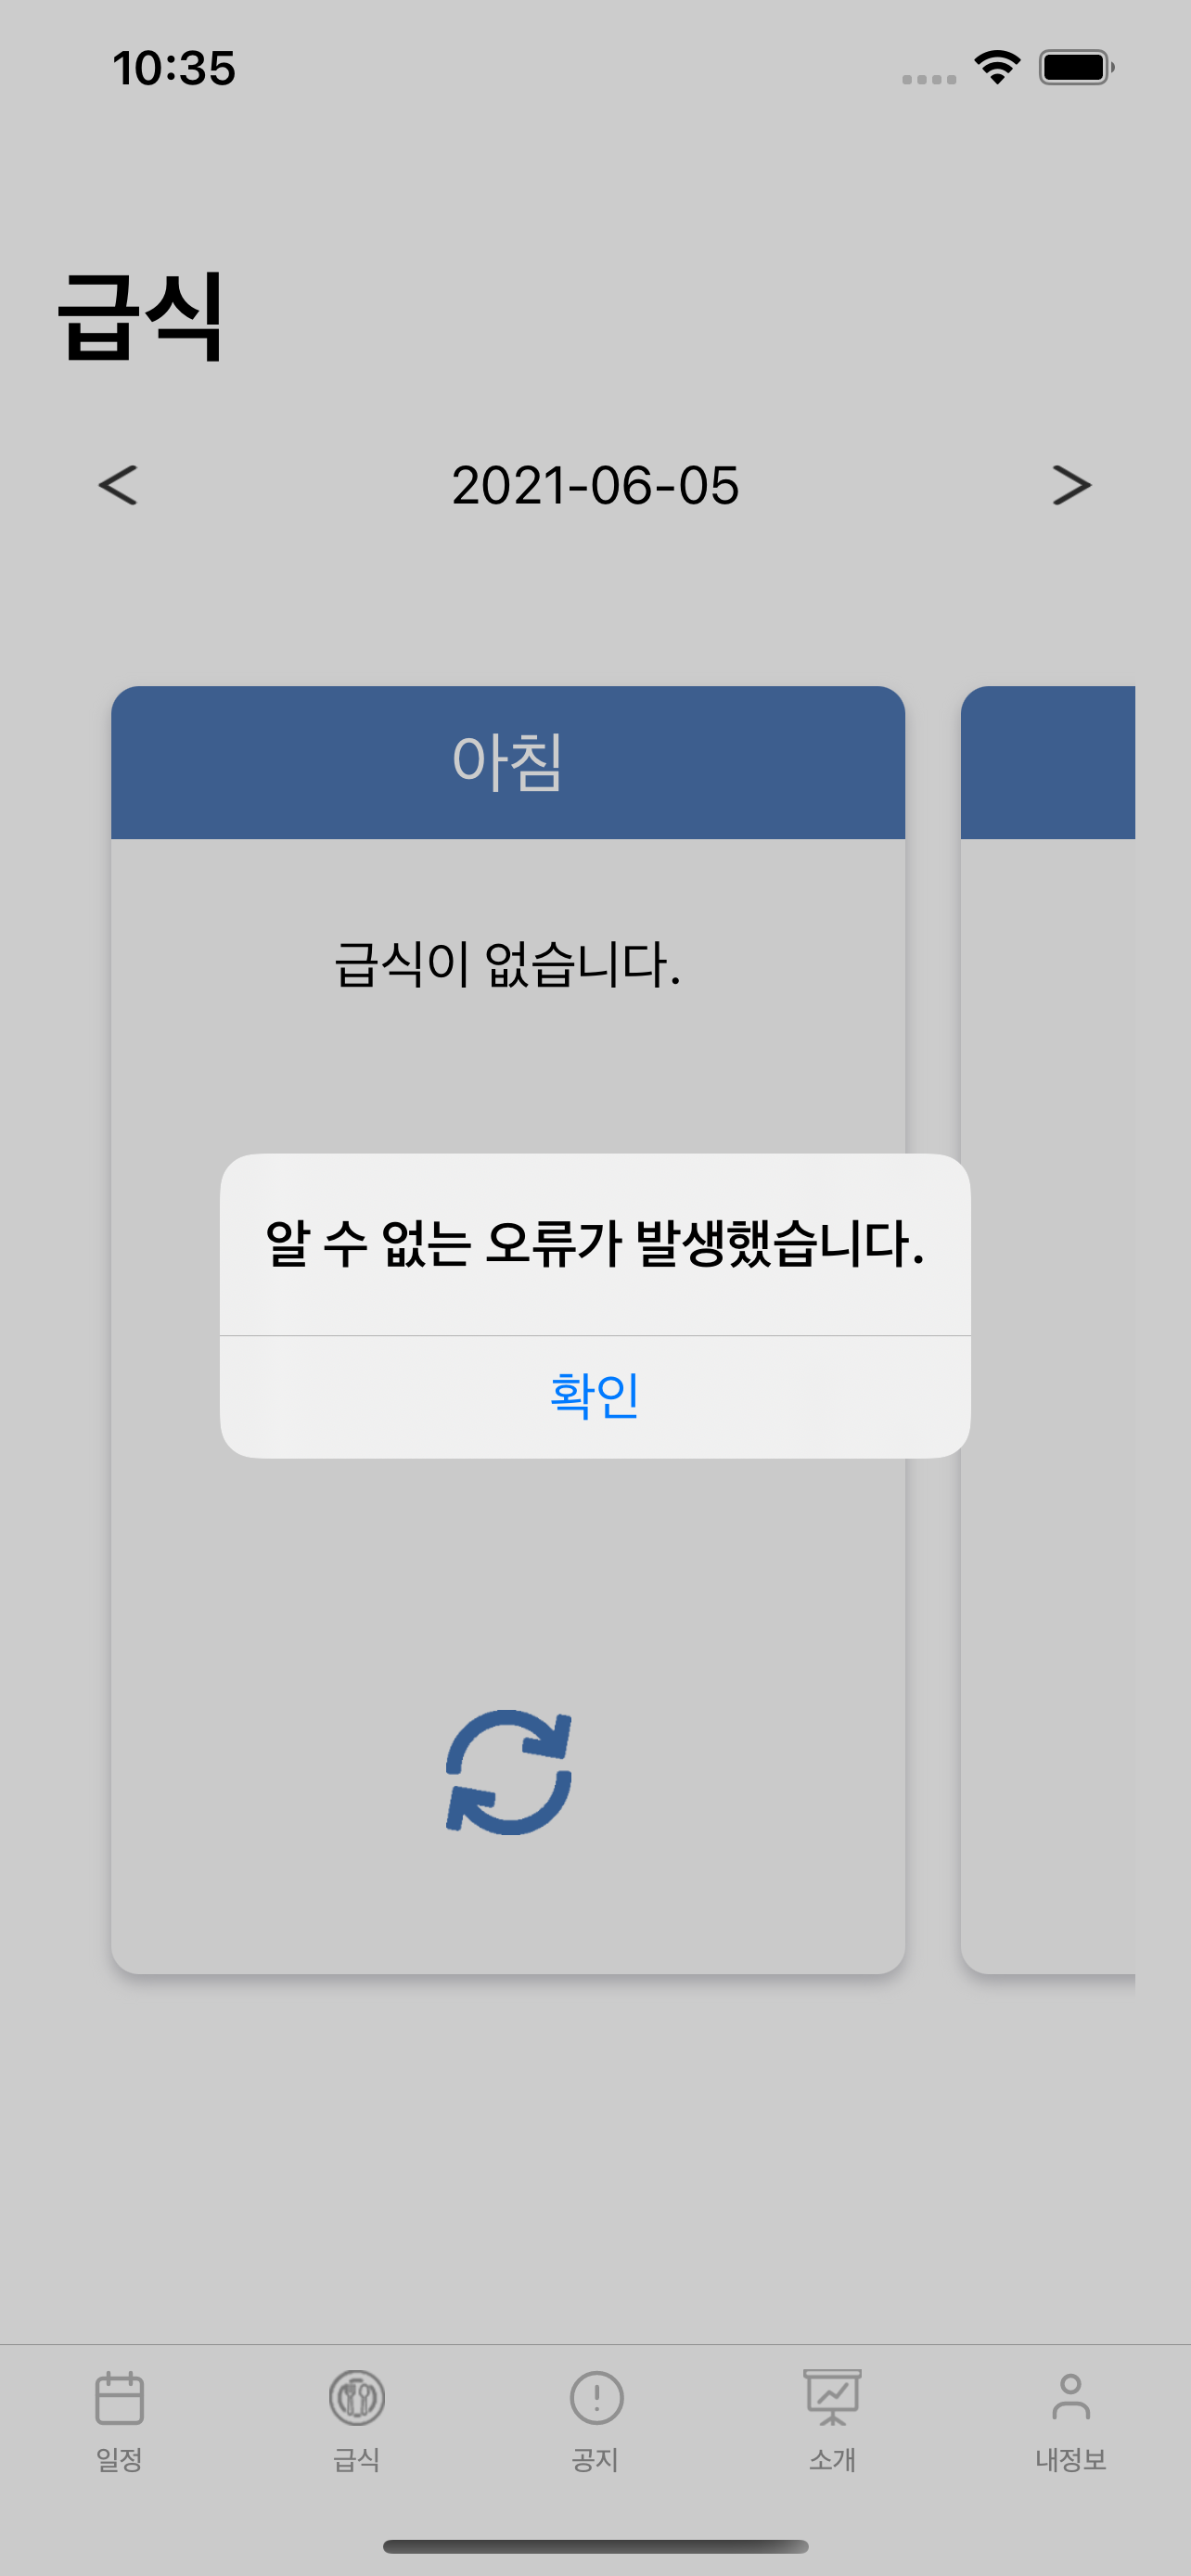 10:35
급식
2021-06-05
아침
급식이 없습니다.
알 수 없는 오류가 발생했습니다.
확인
일정
급식
공지
소개
내정보